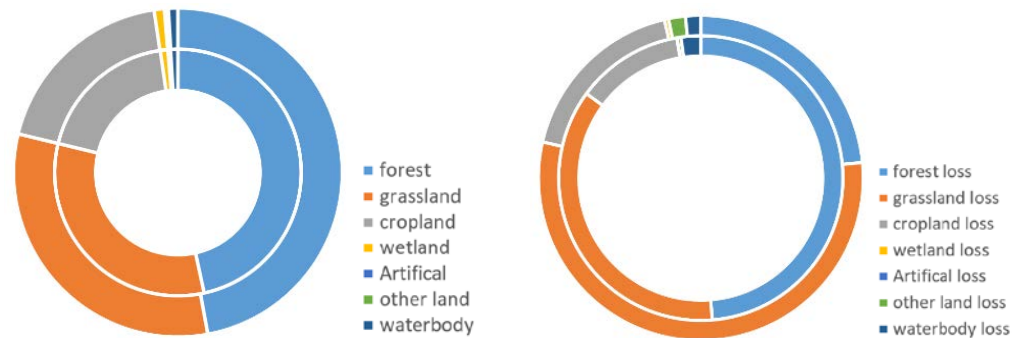 forest
grassland
cropland
wetland
Artifical
other land
waterbody
forest loss
grassland loss
cropland loss
wetland loss
Artifical loss
other land loss
waterbody loss